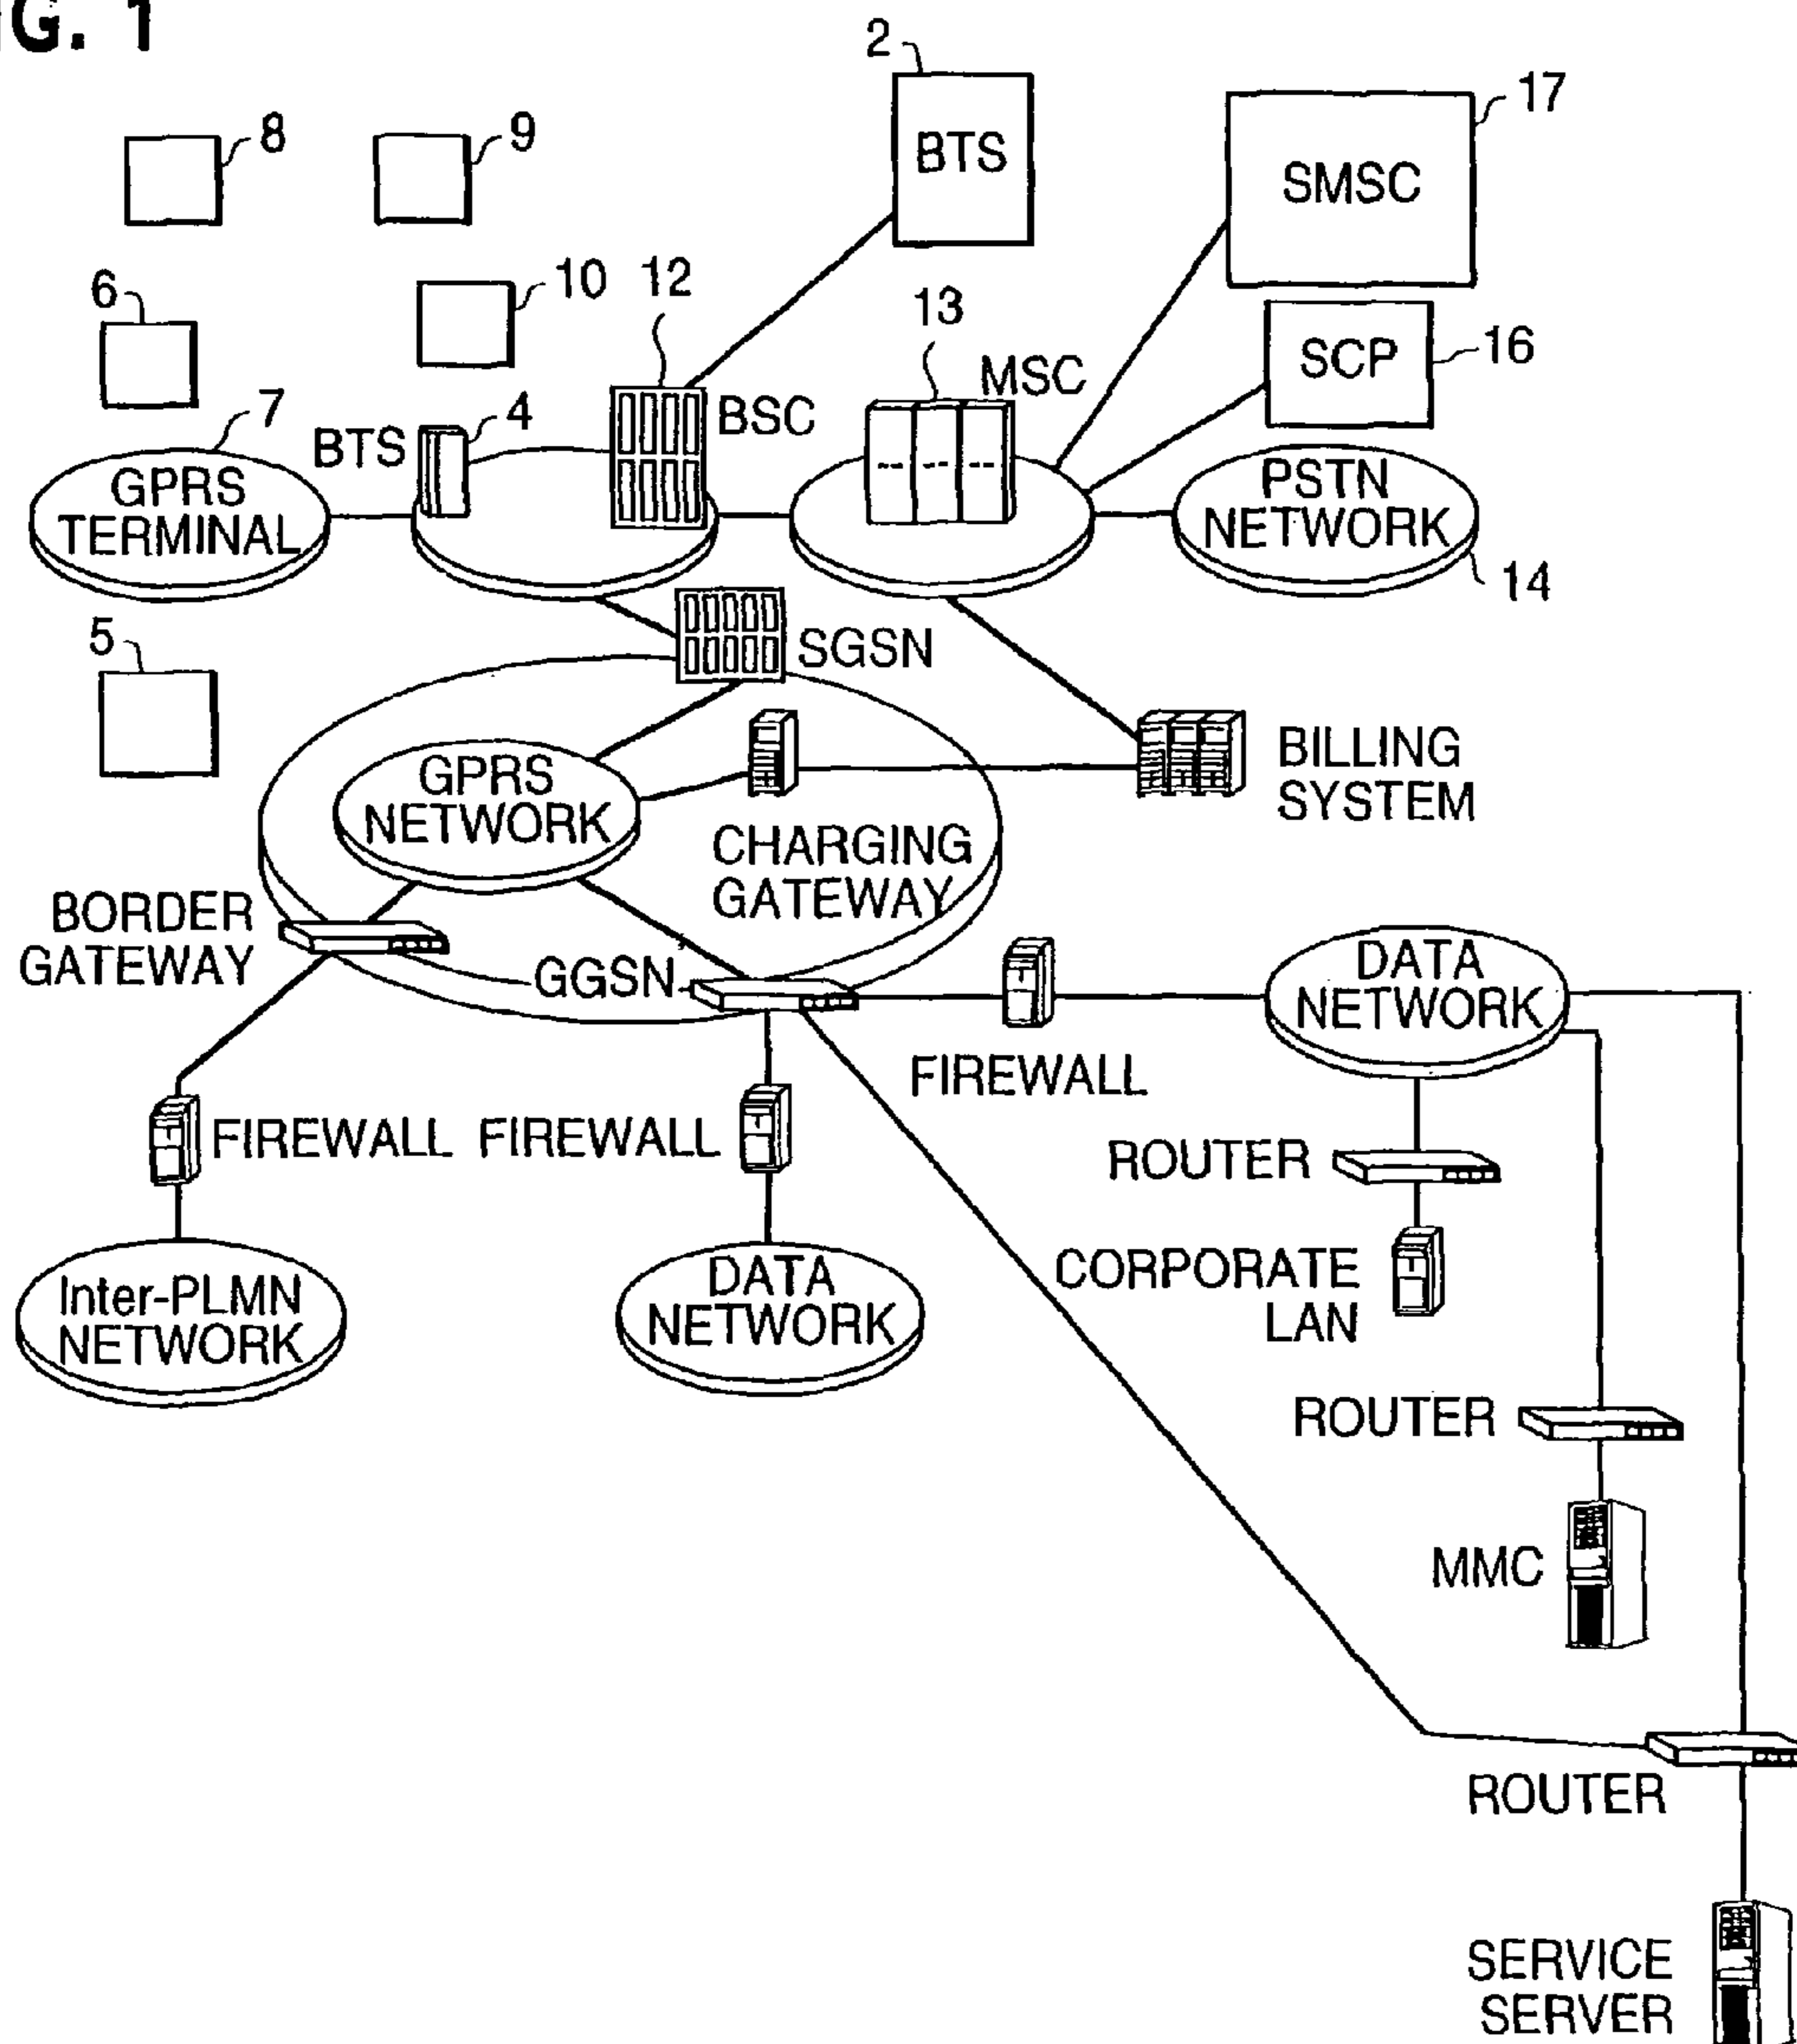 G. 1
2
17
8
9
BTS
SMSC
6
10
12
13
MSC
SCP
16
7
BTS
4
BSC
GPRS
TERMINAL
PSTN
NETWORK
14
5
SGSN
GPRS
NETWORK
BILLING
SYSTEM
CHARGING
GATEWAY
BORDER
GATEWAY
GGSN
DATA
NETWORK
FIREWALL
FIREWALL
FIREWALL
ROUTER
Inter-PLMN
NETWORK
DATA
NETWORK
CORPORATE
LAN
ROUTER
MMC
ROUTER
SERVICE
SERVER